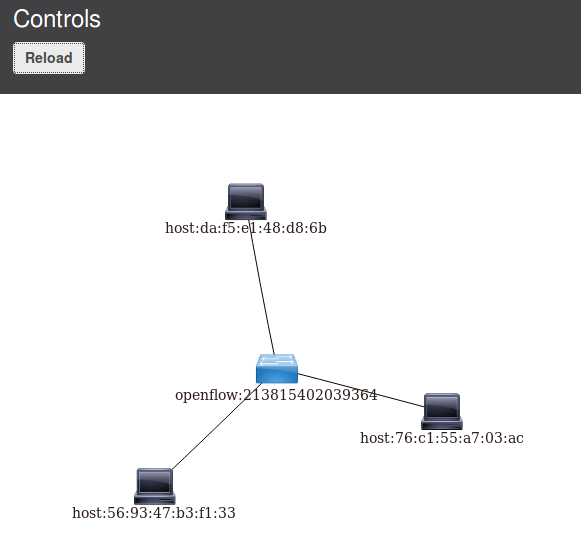 Controls
Reload
host:da:f5:e1:48:d8:6b
openflow:213815402039364
host:76:c1:55:a7:03:ac
host:56:93:47:b3:f1:33